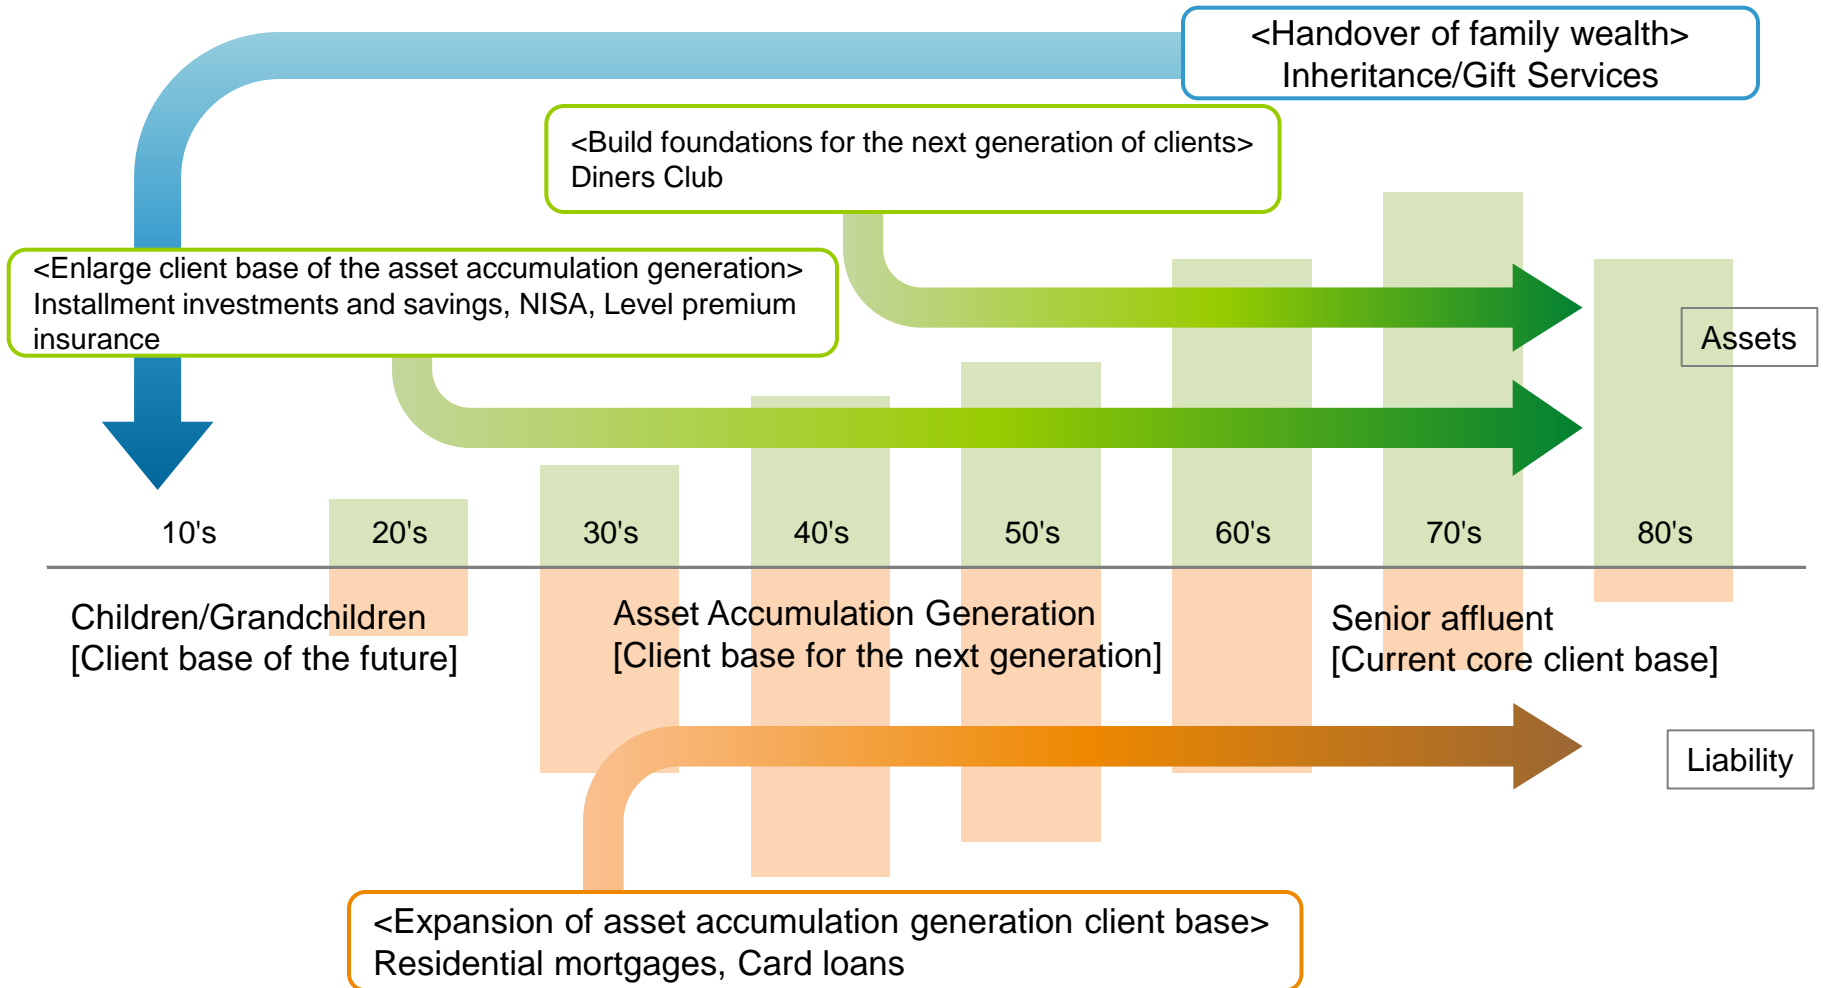 <Handover of family wealth>
Inheritance/Gift Services
<Build foundations for the next generation of clients>
Diners Club
<Enlarge client base of the asset accumulation generation>
Installment investments and savings, NISA, Level premium
insurance
Assets
10's
20's
30's
40's
50's
60's
70's
80's
Children/Grandchildren
[Client base of the future]
Asset Accumulation Generation
[Client base for the next generation]
Senior affluent
[Current core client base]
Liability
<Expansion of asset accumulation generation client base>
Residential mortgages, Card loans